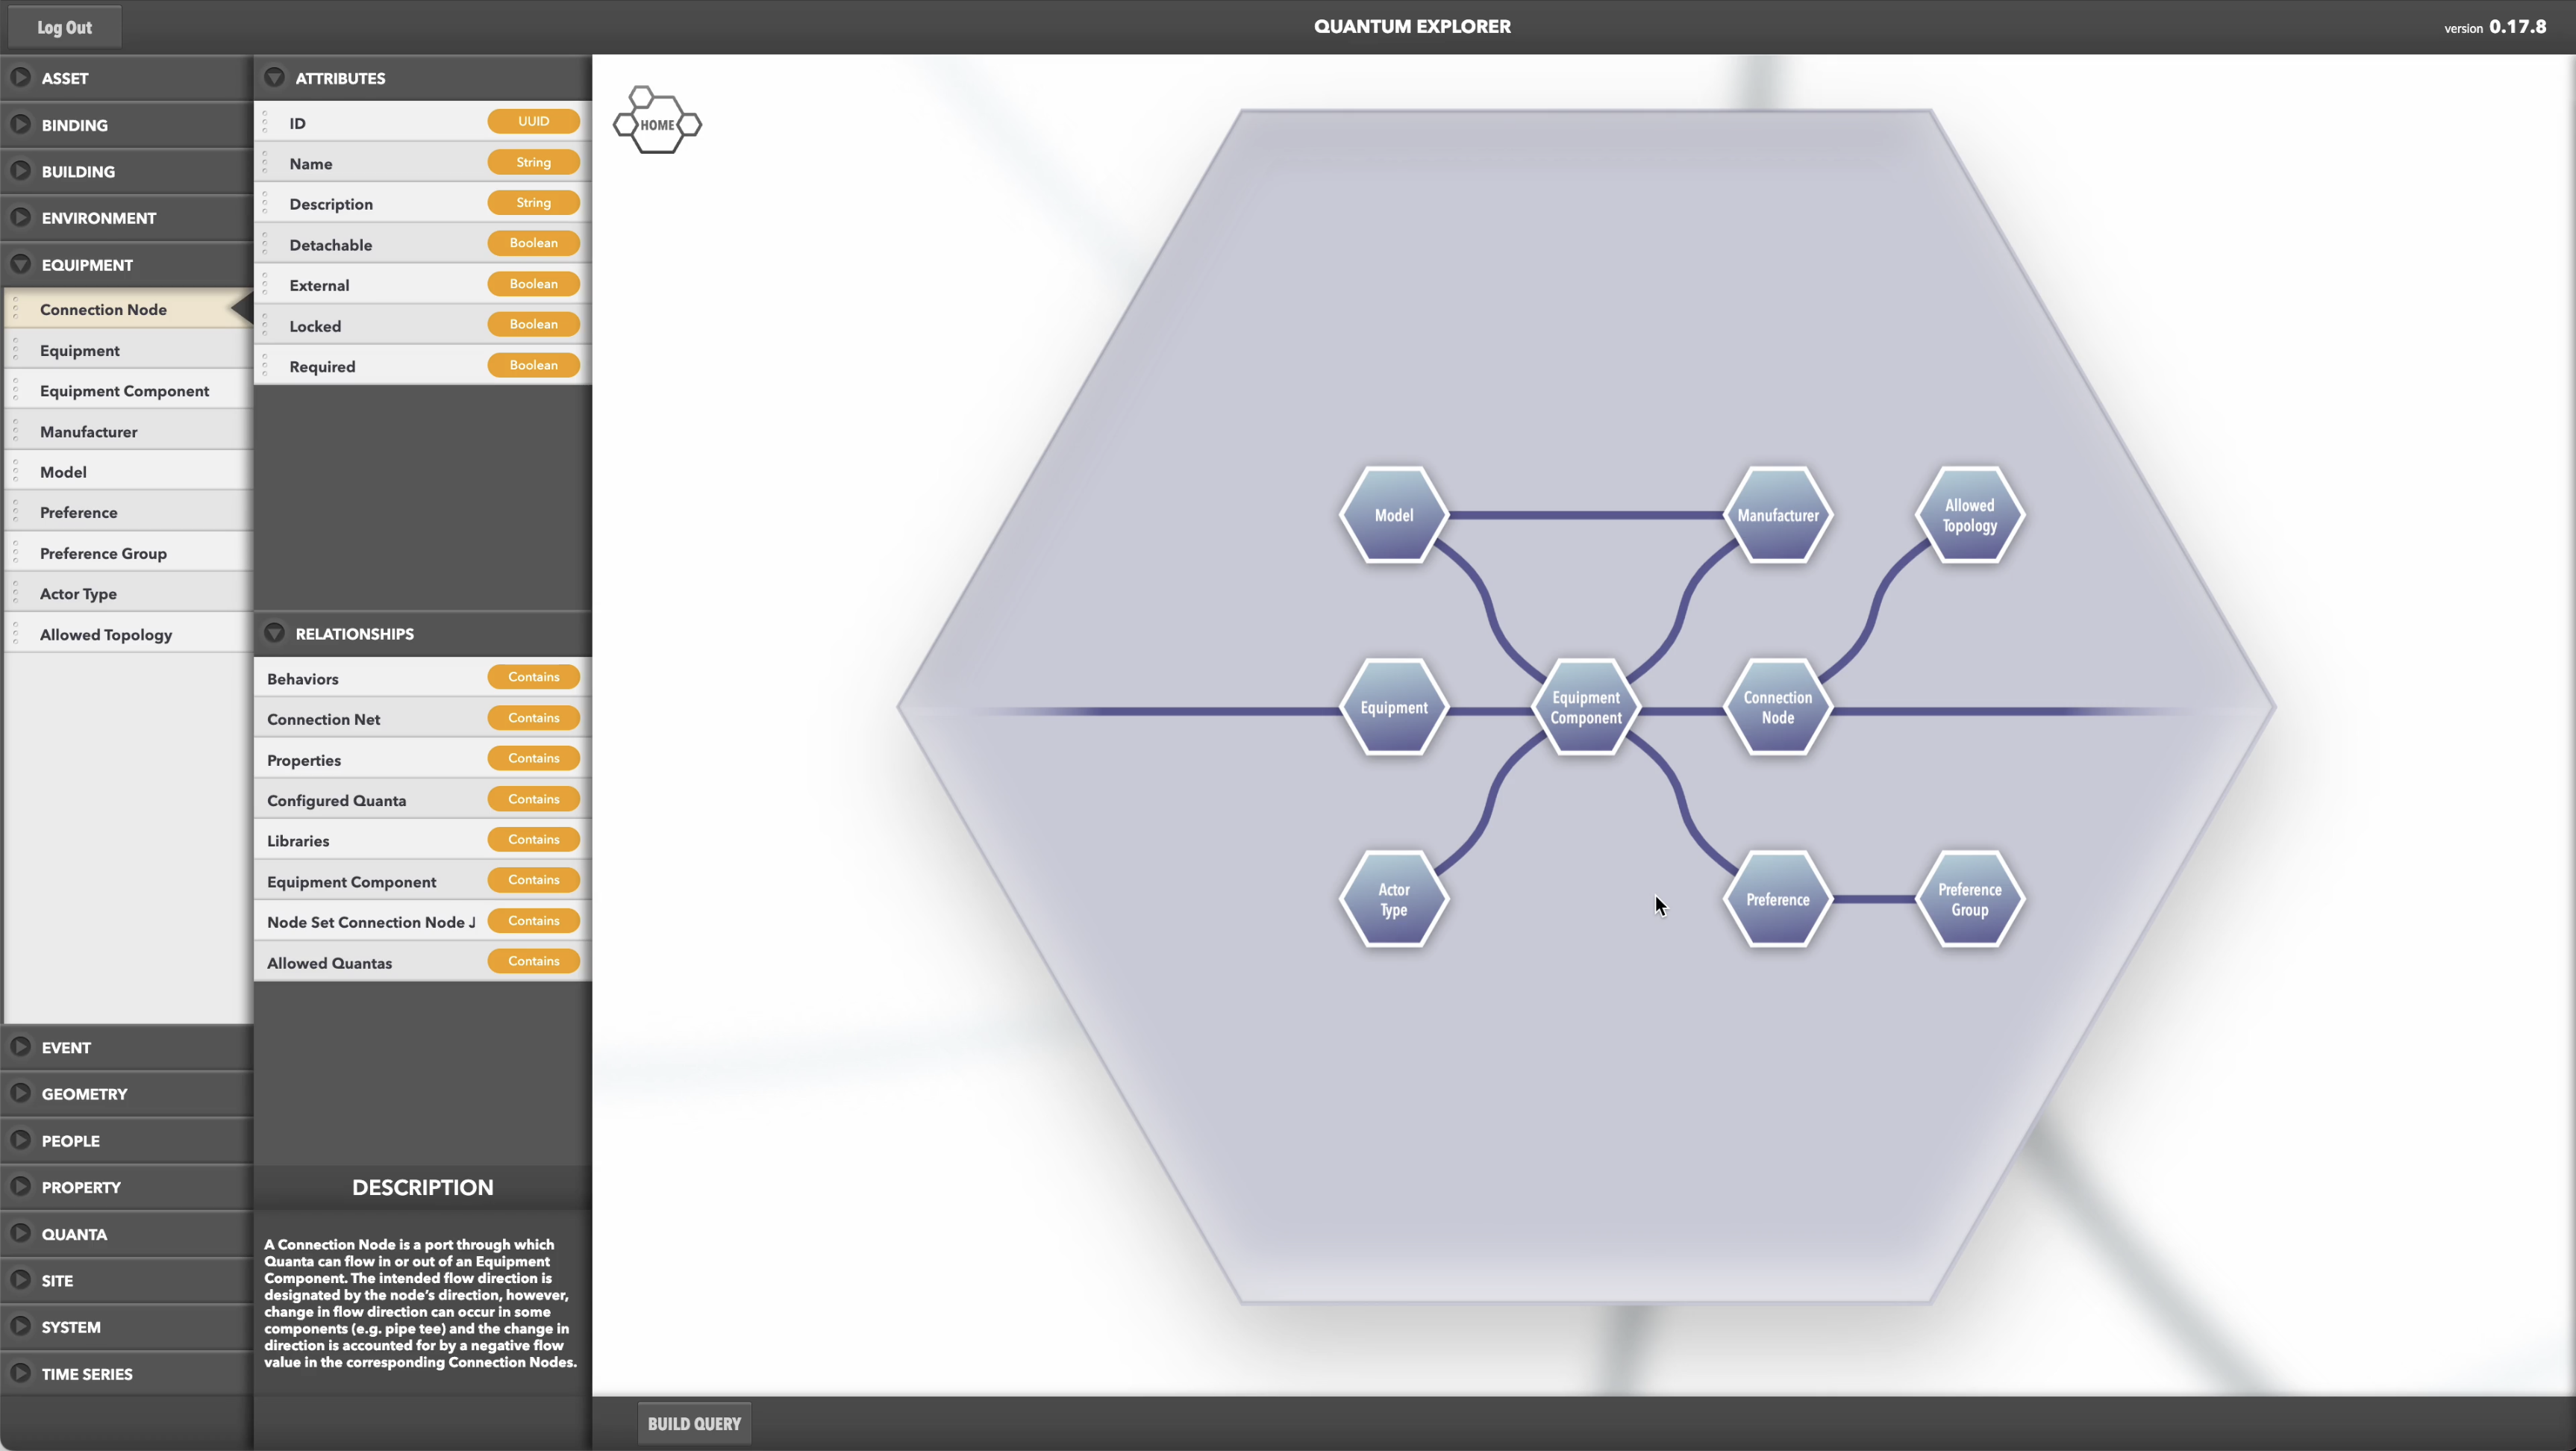 Log Out
QUANTUM EXPLORER
version 0.17.8
ASSET
BINDING
BUILDING
ENVIRONMENT
EQUIPMENT
Connection Node
Equipment
Equipment Component
Manufacturer
Model
Preference
Preference Group
Actor Type
Allowed Topology
EVENT
GEOMETRY
PEOPLE
PROPERTY
QUANTA
SITE
SYSTEM
TIME SERIES
ATTRIBUTES
ID UUID
Name String
Description String
Detachable Boolean
External Boolean
Locked Boolean
Required Boolean
RELATIONSHIPS
Behaviors Contains
Connection Net Contains
Properties Contains
Configured Quanta Contains
Libraries Contains
Equipment Component Contains
Node Set Connection Node J Contains
Allowed Quantas Contains
DESCRIPTION
A Connection Node is a port through which
Quanta can flow in or out of an Equipment
Component. The intended flow direction is
designated by the node's direction, however,
change in flow direction can occur in some
components (e.g. pipe tee) and the change in
direction is accounted for by a negative flow
value in the corresponding Connection Nodes.
HOME
Model
Manufacturer
Allowed
Topology
Equipment
Equipment
Component
Connection
Node
Actor
Type
Preference
Preference
Group
BUILD QUERY